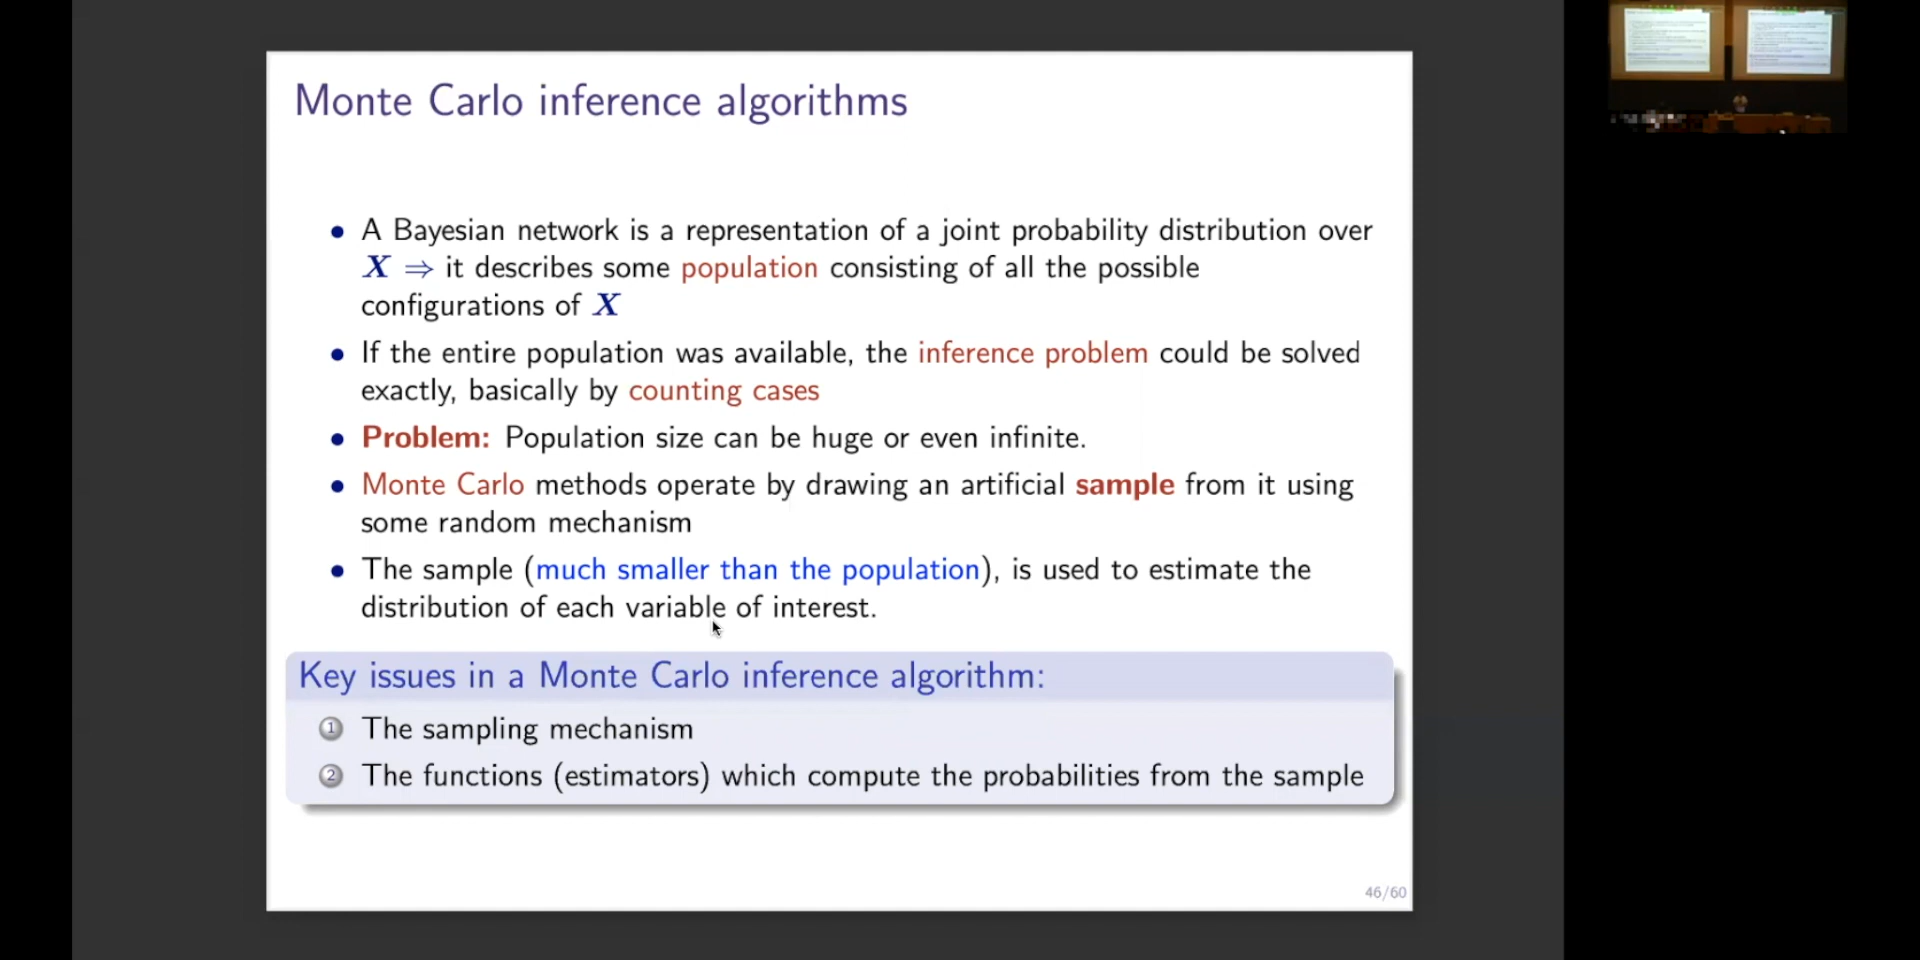 Monte Carlo inference algorithms
• A Bayesian network is a representation of a joint probability distribution over
X ⇒ it describes some population consisting of all the possible
configurations of X
• If the entire population was available, the inference problem could be solved
exactly, basically by counting cases
• Problem: Population size can be huge or even infinite.
• Monte Carlo methods operate by drawing an artificial sample from it using
some random mechanism
• The sample (much smaller than the population), is used to estimate the
distribution of each variable of interest.
Key issues in a Monte Carlo inference algorithm:
1 The sampling mechanism
2 The functions (estimators) which compute the probabilities from the sample
46/60